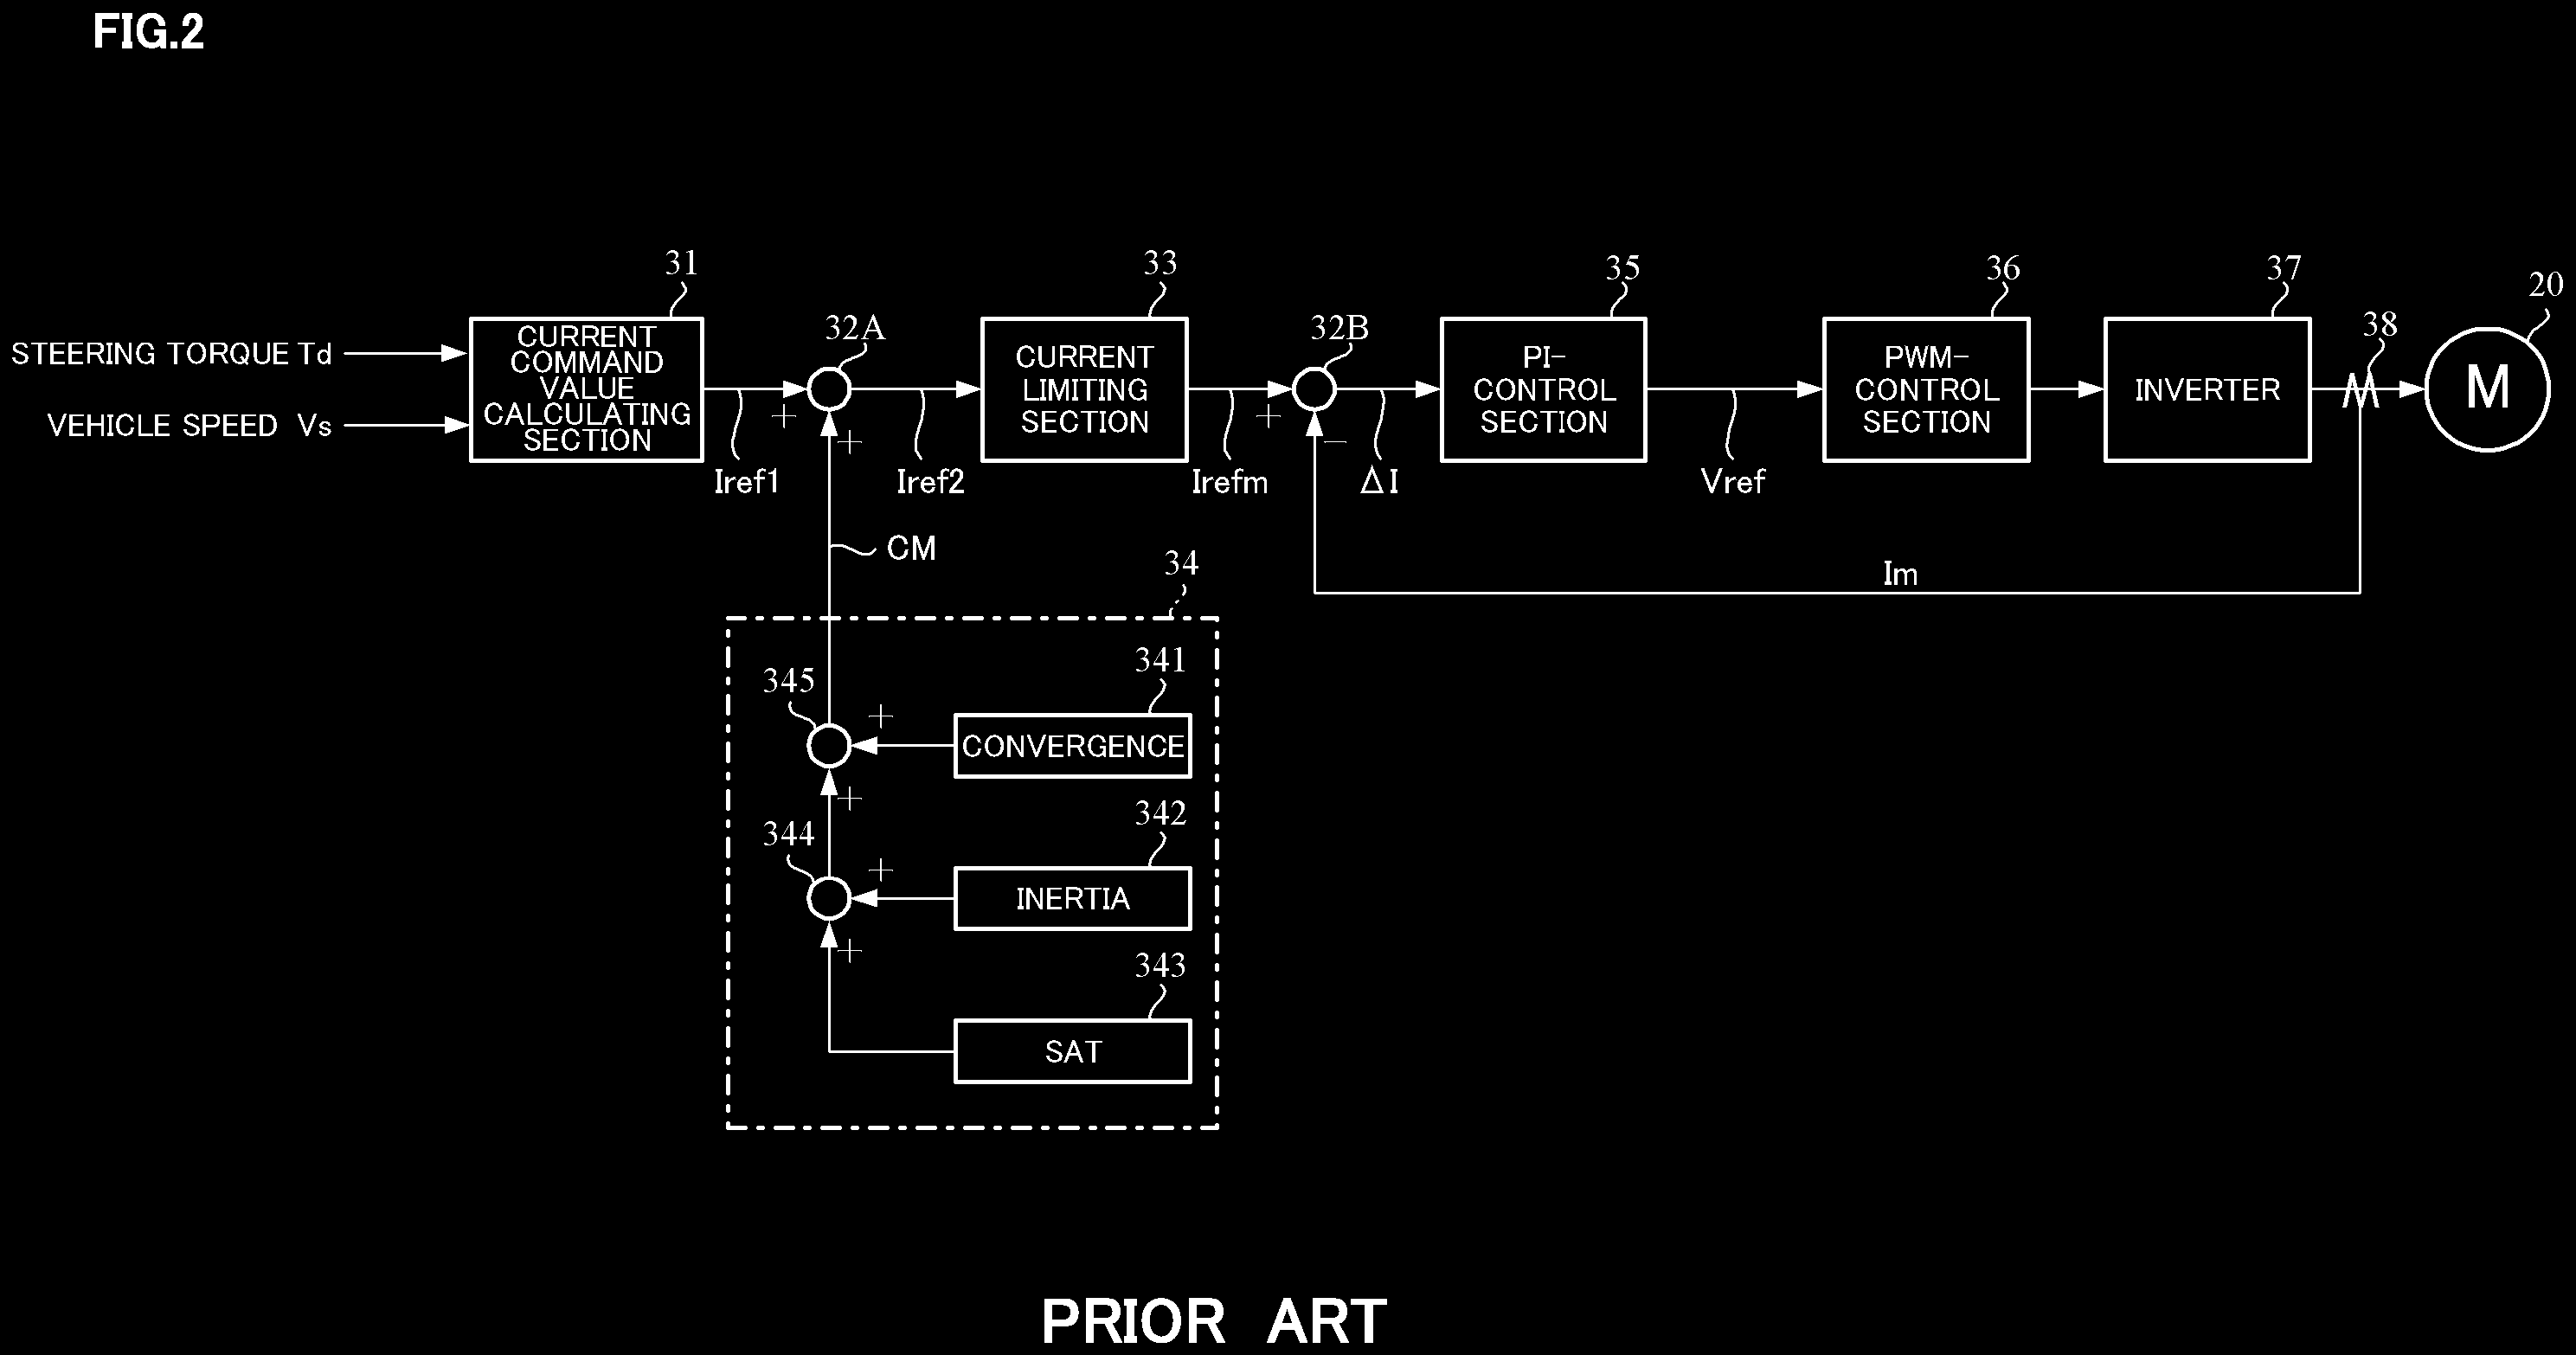 FIG.2
31
33
35
36
37
20
32A
32B
38
STEERING TORQUE Td
VEHICLE SPEED Vs
CURRENT
COMMAND
VALUE
CALCULATING
SECTION
CURRENT
LIMITING
SECTION
PI-
CONTROL
SECTION
PWM-
CONTROL
SECTION
INVERTER
M
+
+
+
−
Iref1
Iref2
Irefm
ΔI
Vref
CM
34
Im
341
345
+
CONVERGENCE
+
342
344
+
INERTIA
+
343
SAT
PRIOR ART